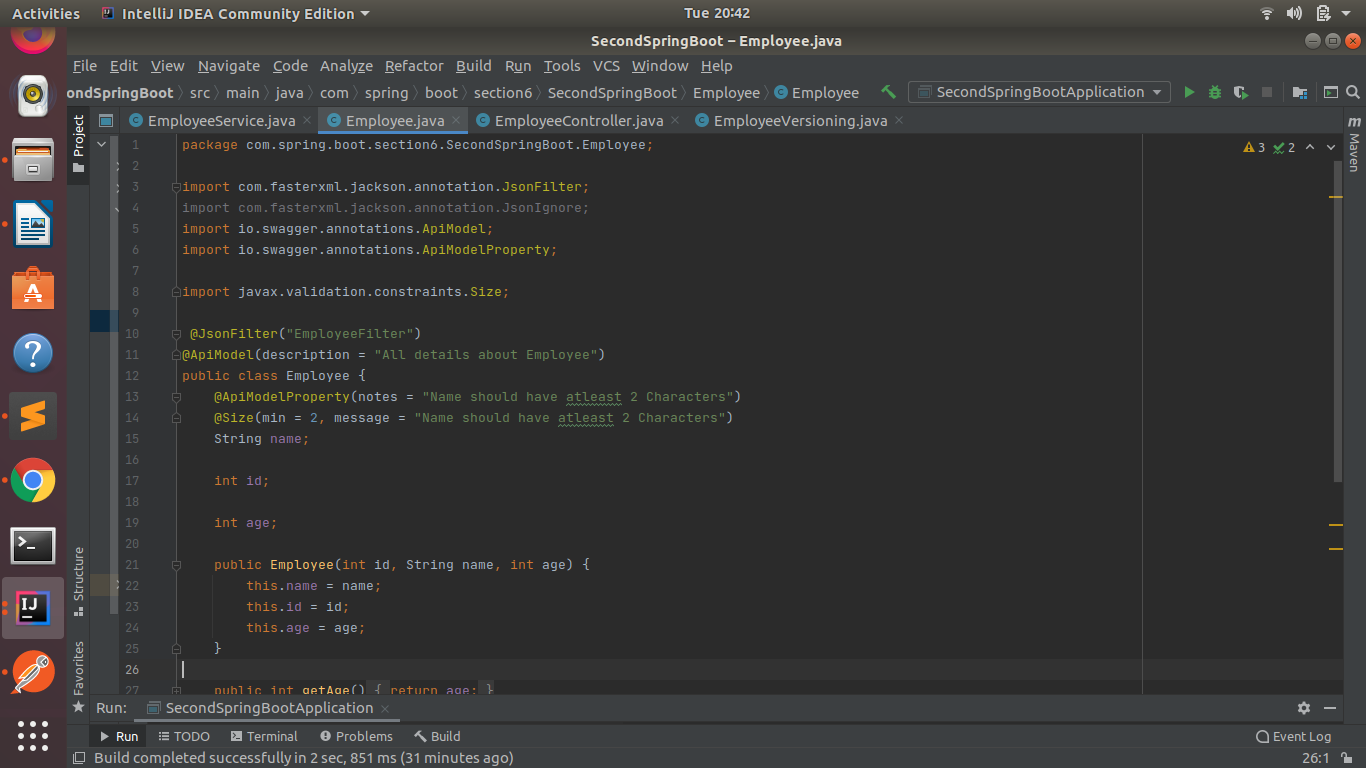 Activities IntelliJ IDEA Community Edition Tue 20:42
SecondSpringBoot – Employee.java
File Edit View Navigate Code Analyze Refactor Build Run Tools VCS Window Help
ondSpringBoot src main java com spring boot section6 SecondSpringBoot Employee Employee SecondSpringBootApplication
Project
EmployeeService.java Employee.java EmployeeController.java EmployeeVersioning.java
Maven
3 2
1 package com.spring.boot.section6.SecondSpringBoot.Employee;
2
3 import com.fasterxml.jackson.annotation.JsonFilter;
4 import com.fasterxml.jackson.annotation.JsonIgnore;
5 import io.swagger.annotations.ApiModel;
6 import io.swagger.annotations.ApiModelProperty;
7
8 import javax.validation.constraints.Size;
9
10 @JsonFilter("EmployeeFilter")
11 @ApiModel(description = "All details about Employee")
12 public class Employee {
13 @ApiModelProperty(notes = "Name should have atleast 2 Characters")
14 @Size(min = 2, message = "Name should have atleast 2 Characters")
15 String name;
16
17 int id;
18
19 int age;
20
21 public Employee(int id, String name, int age) {
22 this.name = name;
23 this.id = id;
24 this.age = age;
25 }
26
27 public int getAge() { return age; }
Structure
Favorites
Run: SecondSpringBootApplication
Run TODO Terminal Problems Build Event Log
Build completed successfully in 2 sec, 851 ms (31 minutes ago) 26:1